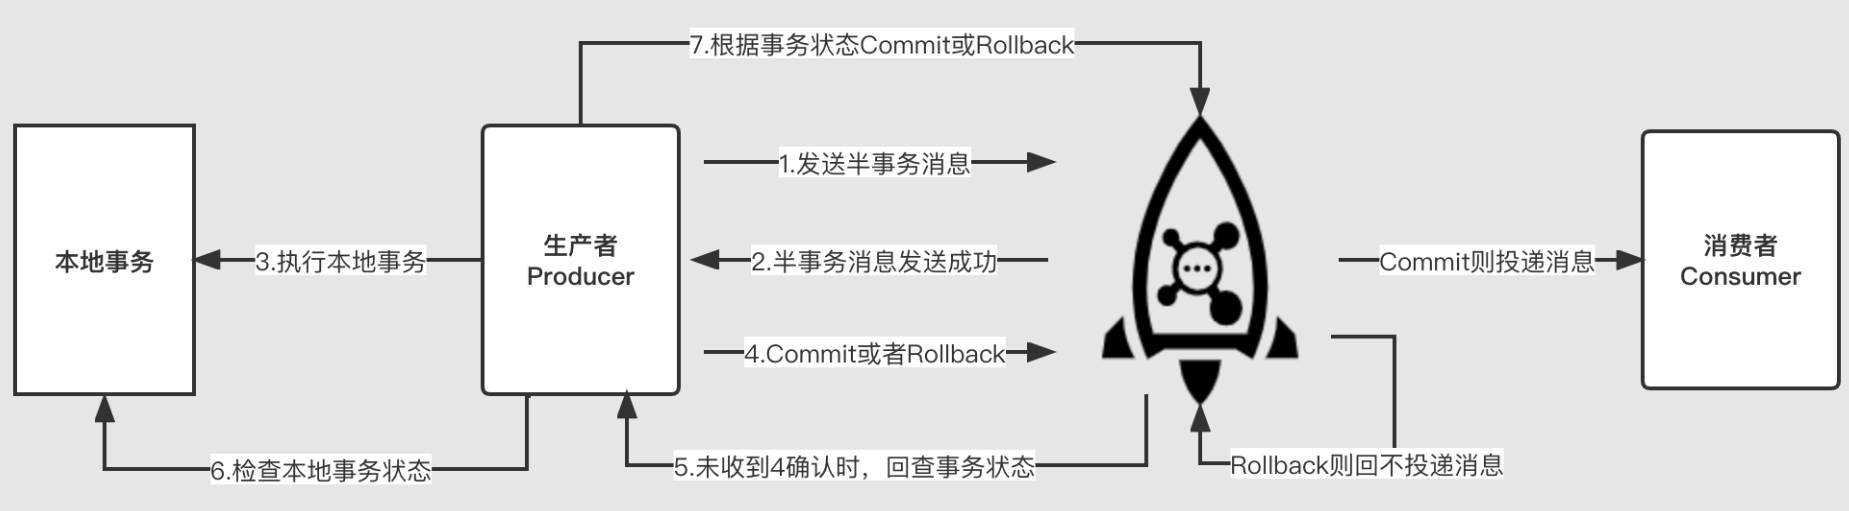 7.根据事务状态Commit或Rollback
1.发送半事务消息
本地事务
3.执行本地事务
生产者
Producer
2.半事务消息发送成功
Commit则投递消息
消费者
Consumer
4.Commit或者Rollback
6.检查本地事务状态
5.未收到4确认时，回查事务状态
Rollback则回不投递消息